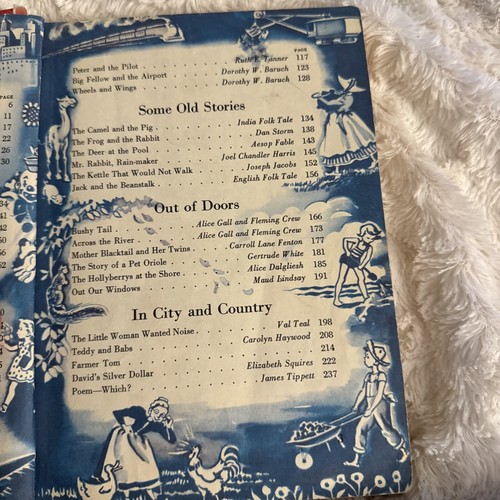 PAGE
6
11
17
22
26
30
PAGE
Peter and the Pilot . . . . . Ruth E. Tanner 117
Big Fellow and the Airport . . . Dorothy W. Baruch 123
Wheels and Wings . . . . . Dorothy W. Baruch 128
Some Old Stories
The Camel and the Pig . . . . . India Folk Tale 134
The Frog and the Rabbit . . . . . Dan Storm 138
The Deer at the Pool . . . . . Aesop Fable 143
Mr. Rabbit, Rain-maker . . . . Joel Chandler Harris 145
The Kettle That Would Not Walk . . . . Joseph Jacobs 152
Jack and the Beanstalk . . . . . English Folk Tale 156
Out of Doors
Bushy Tail . . . . . Alice Gall and Fleming Crew 166
Across the River . . . . Alice Gall and Fleming Crew 173
Mother Blacktail and Her Twins . . . Carroll Lane Fenton 177
The Story of a Pet Oriole . . . . . Gertrude White 181
The Hollyberrys at the Shore . . . . Alice Dalgliesh 185
Out Our Windows . . . . . Maud Lindsay 191
In City and Country
The Little Woman Wanted Noise . . . . . Val Teal 198
Teddy and Babs . . . . . Carolyn Haywood 208
Farmer Tom . . . . . 214
David's Silver Dollar . . . . . Elizabeth Squires 222
Poem—Which? . . . . . James Tippett 237